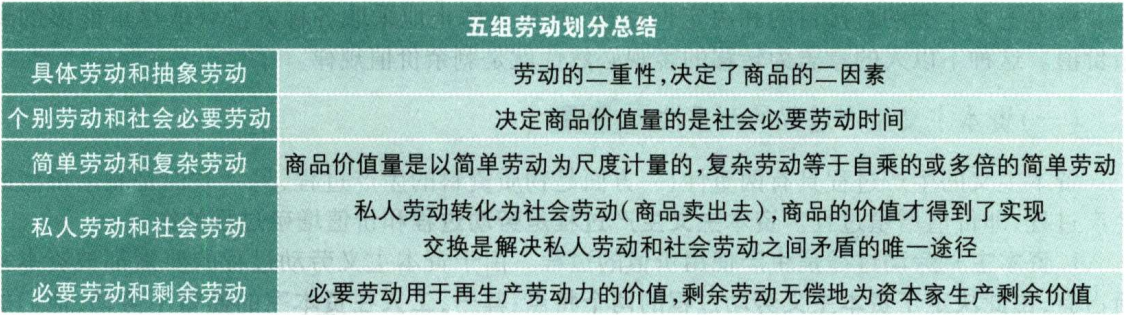 五组劳动划分总结
具体劳动和抽象劳动 劳动的二重性,决定了商品的二因素
个别劳动和社会必要劳动 决定商品价值量的是社会必要劳动时间
简单劳动和复杂劳动 商品价值量是以简单劳动为尺度计量的,复杂劳动等于自乘的或多倍的简单劳动
私人劳动和社会劳动 私人劳动转化为社会劳动(商品卖出去),商品的价值才得到了实现
交换是解决私人劳动和社会劳动之间矛盾的唯一途径
必要劳动和剩余劳动 必要劳动用于再生产劳动力的价值,剩余劳动无偿地为资本家生产剩余价值